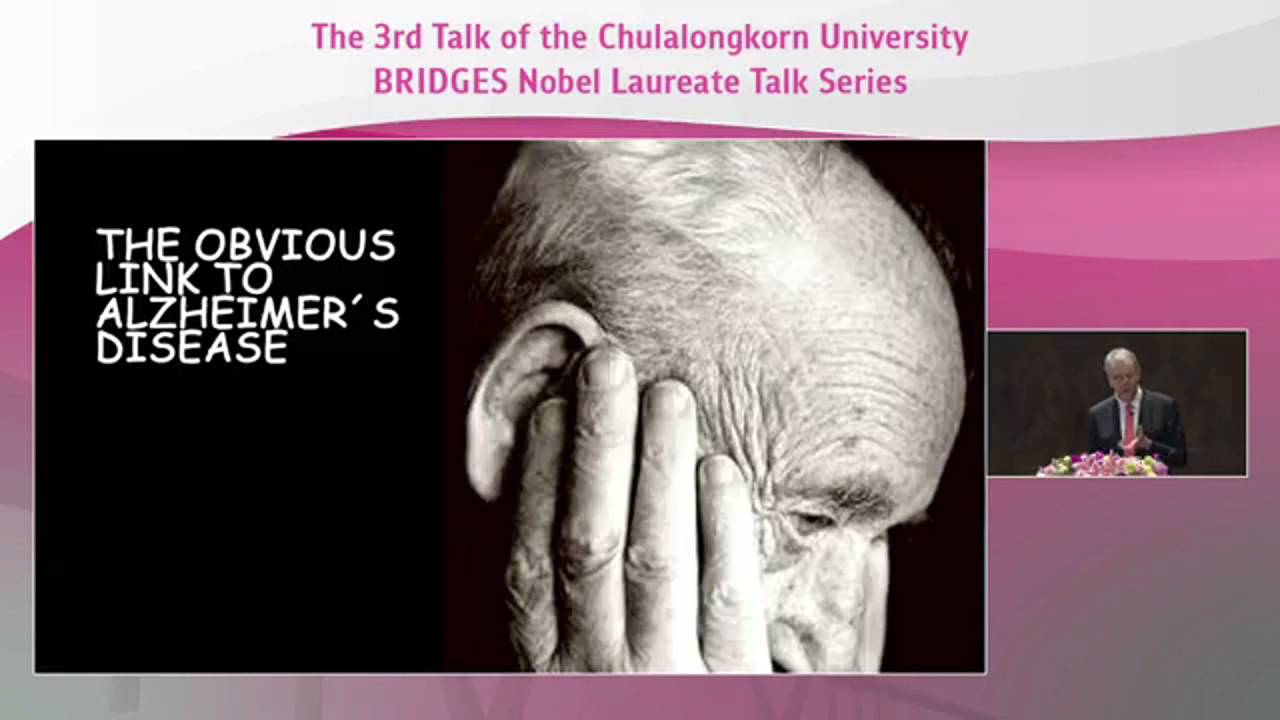 The 3rd Talk of the Chulalongkorn University
BRIDGES Nobel Laureate Talk Series
THE OBVIOUS
LINK TO
ALZHEIMER´S
DISEASE